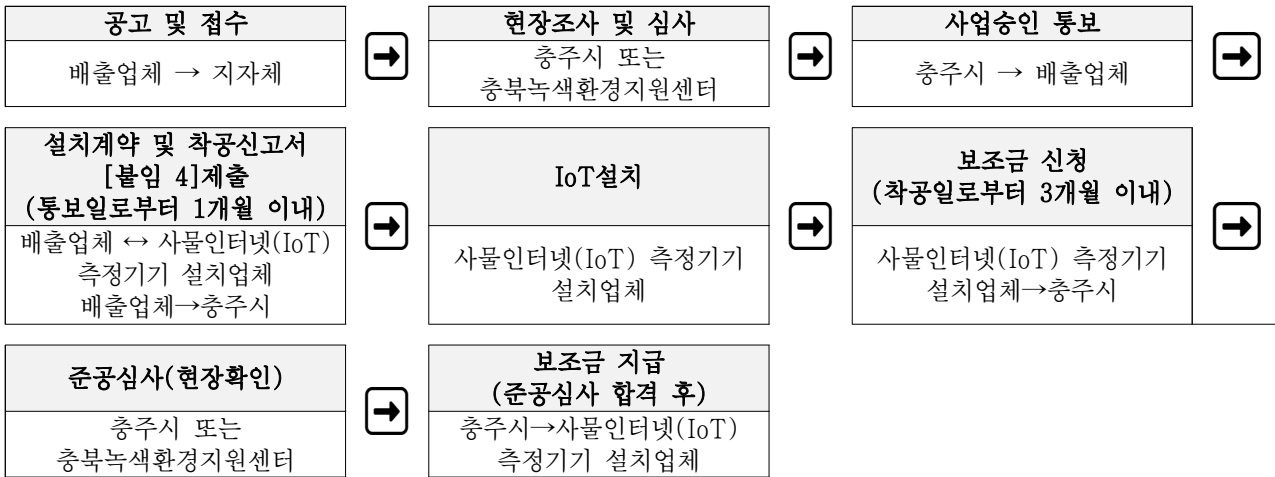 공고 및 접수
배출업체 → 지자체
현장조사 및 심사
충주시 또는
충북녹색환경지원센터
사업승인 통보
충주시 → 배출업체
설치계약 및 착공신고서
[붙임 4]제출
(통보일로부터 1개월 이내)
배출업체 ↔ 사물인터넷(IoT)
측정기기 설치업체
배출업체→충주시
IoT설치
사물인터넷(IoT) 측정기기
설치업체
보조금 신청
(착공일로부터 3개월 이내)
사물인터넷(IoT) 측정기기
설치업체→충주시
준공심사(현장확인)
충주시 또는
충북녹색환경지원센터
보조금 지급
(준공심사 합격 후)
충주시→사물인터넷(IoT)
측정기기 설치업체